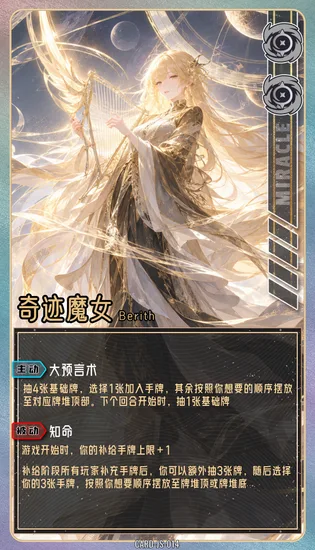 MIRACLE
奇迹魔女 Berith
主动 大预言术
抽4张基础牌，选择1张加入手牌，其余按照你想要的顺序摆放
至对应牌堆顶部，下个回合开始时，抽1张基础牌
被动 知命
游戏开始时，你的补给手牌上限+1
补给阶段所有玩家补充手牌后，你可以额外抽3张牌，随后选择
你的3张手牌，按照你想要顺序摆放至牌堆顶或牌堆底